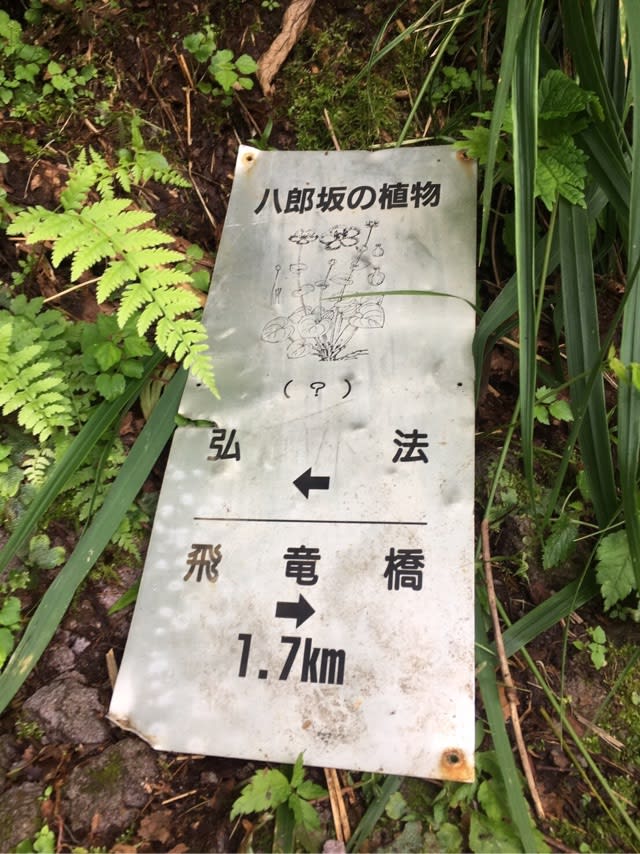 八郎坂の植物
(?)
弘 法
←
飛 竜 橋
→
1.7km